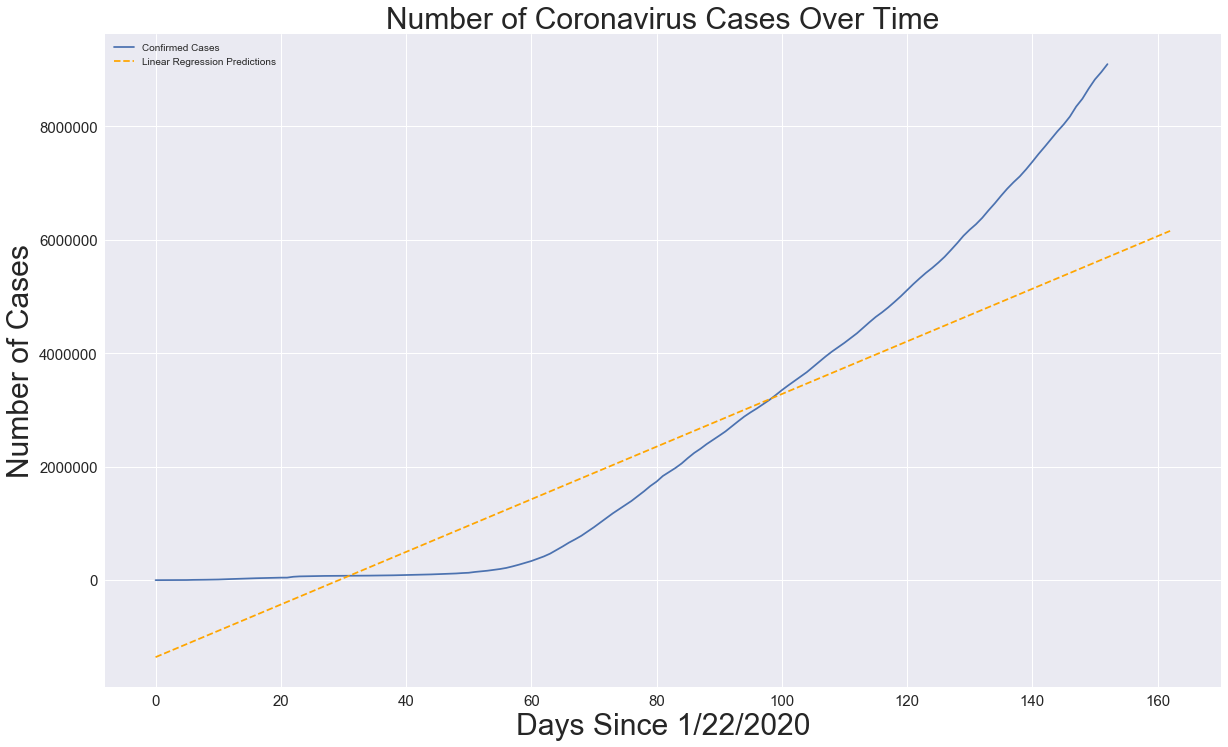 Number of Coronavirus Cases Over Time
Confirmed Cases
Linear Regression Predictions
Number of Cases
8000000
6000000
4000000
2000000
0
0 20 40 60 80 100 120 140 160
Days Since 1/22/2020